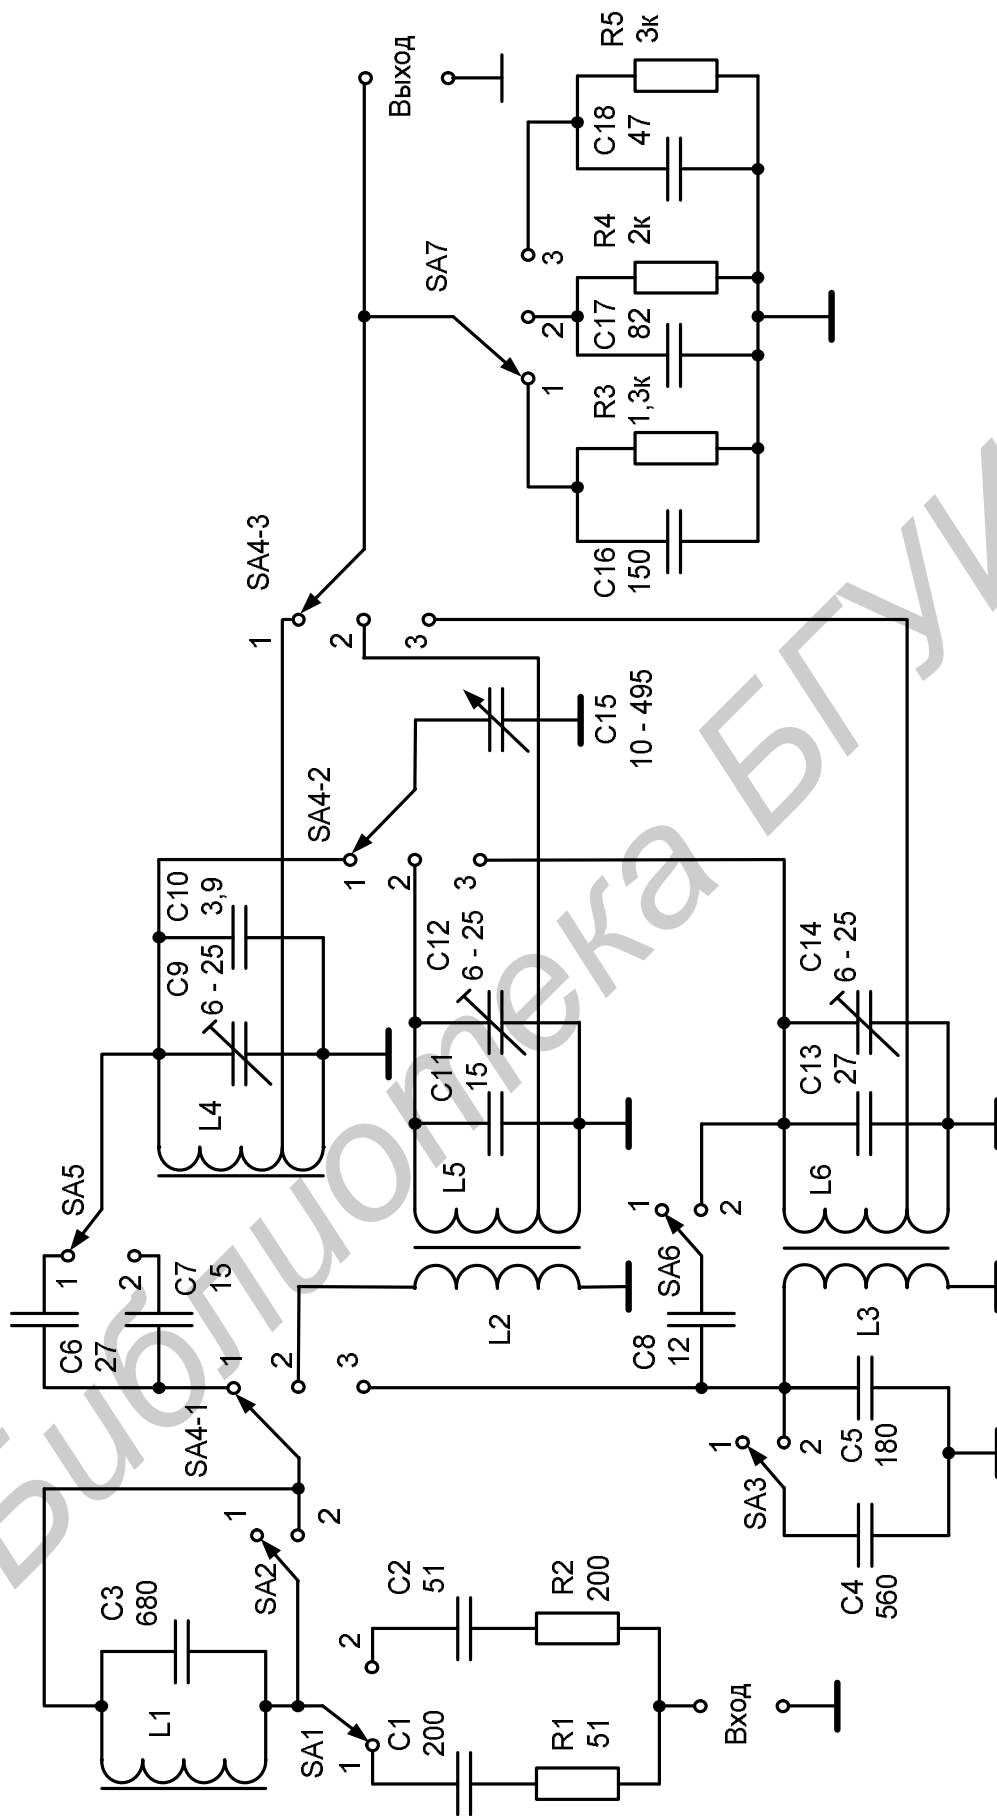 L1
C3
680
SA1
1
2
C1
200
R1
51
C2
51
R2
200
Вход
SA2
1
2
SA4-1
1
2
3
C6
27
C7
15
SA5
1
2
L4
C9
6 - 25
C10
3,9
L2
L5
C11
15
C12
6 - 25
SA3
1
2
C4
560
C5
180
L3
C8
12
SA6
1
2
L6
C13
27
C14
6 - 25
SA4-2
1
2
3
C15
10 - 495
SA4-3
1
2
3
SA7
1
2
3
C16
150
R3
1,3к
C17
82
R4
2к
C18
47
R5
3к
Выход
Библиотека БГУИ